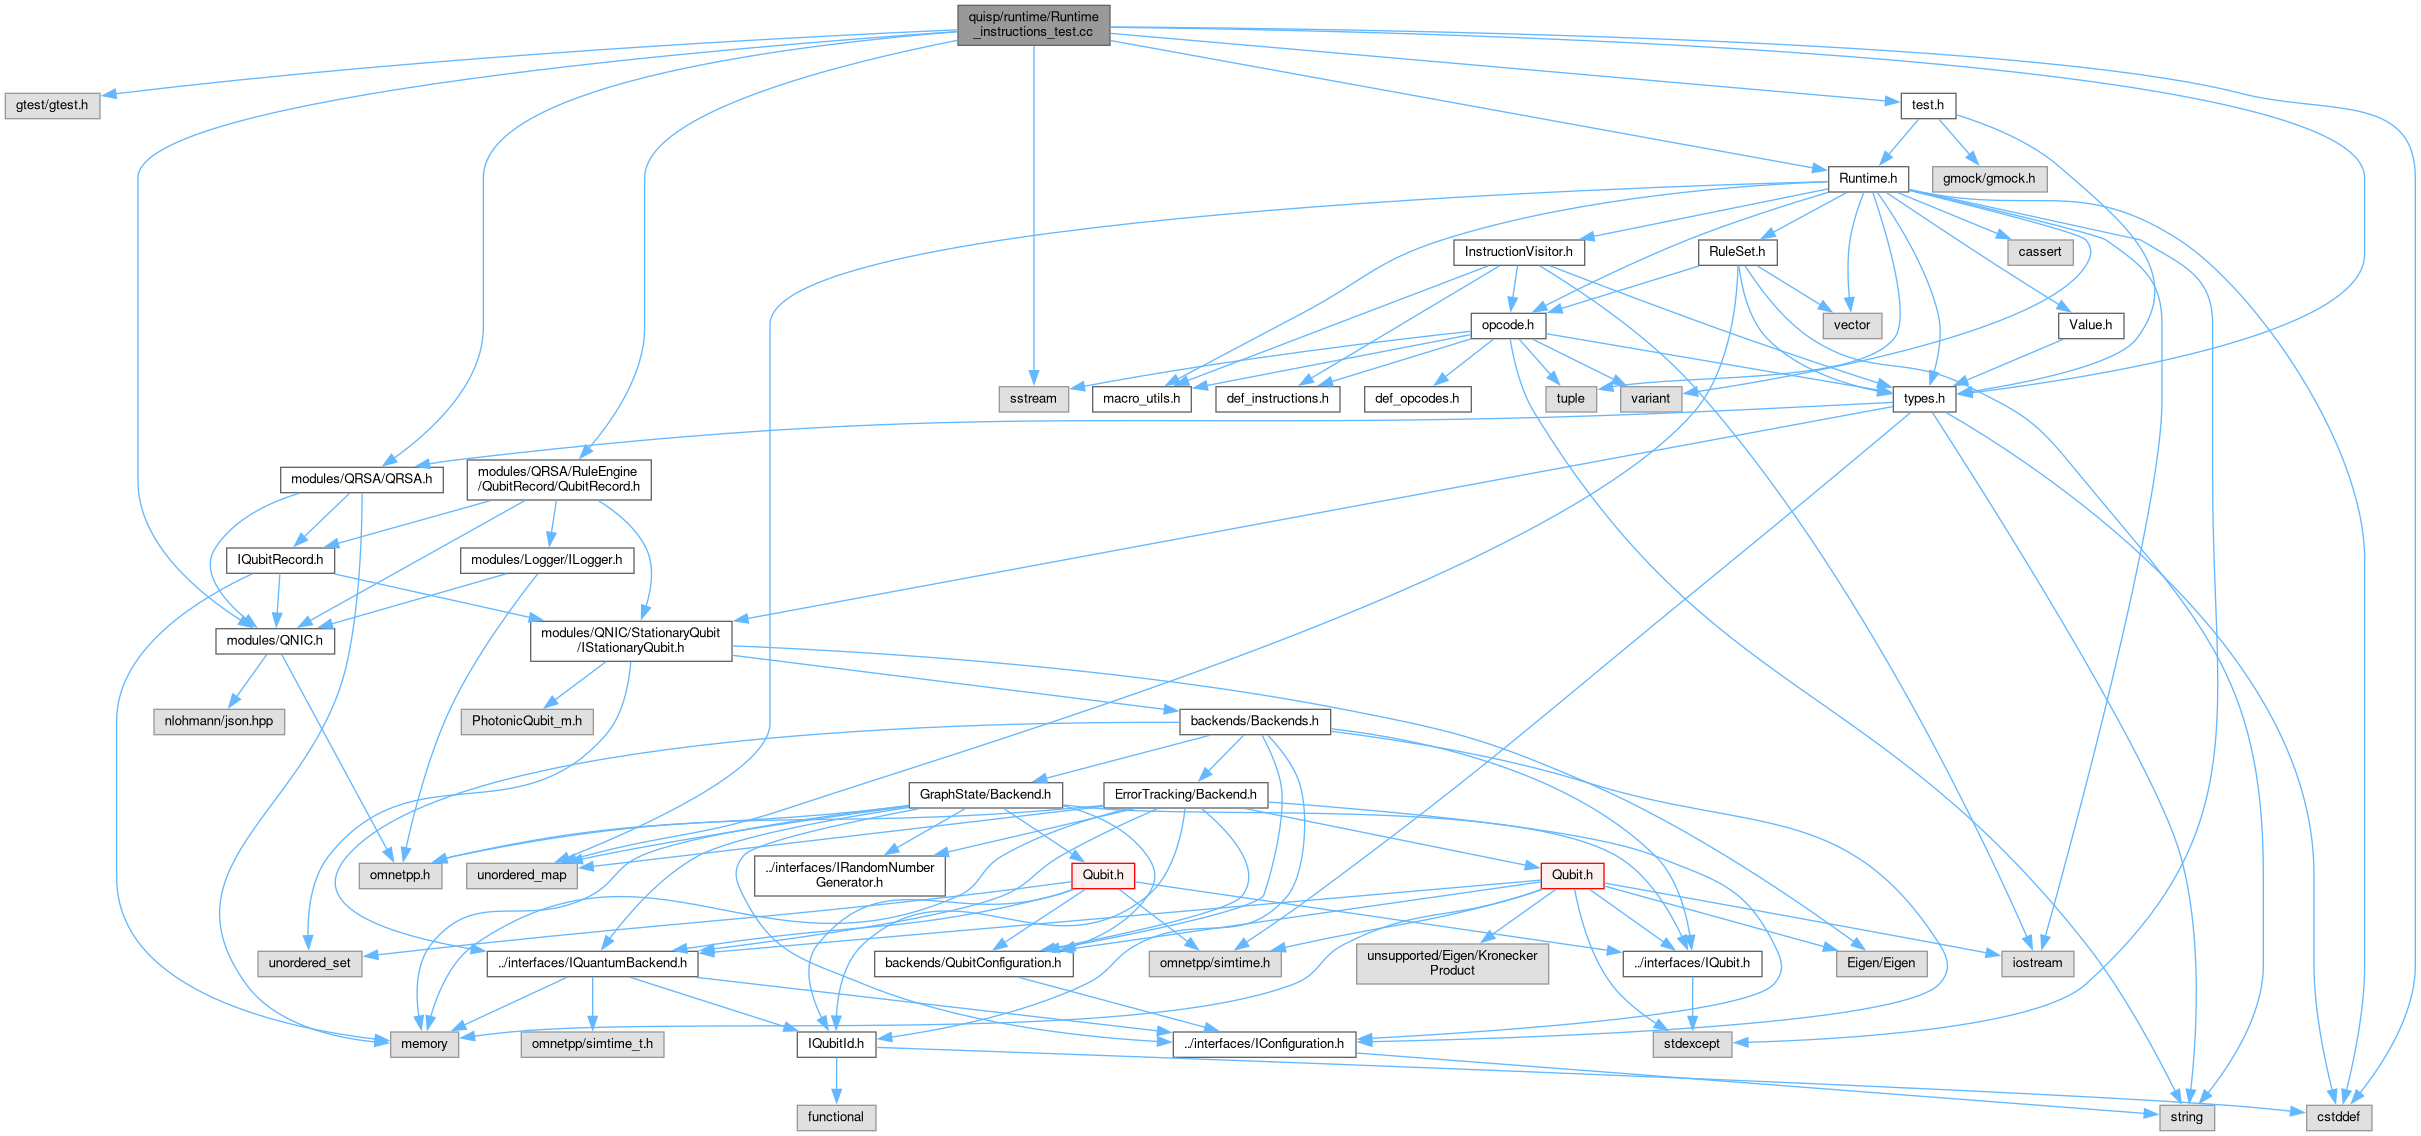 quisp/runtime/Runtime
_instructions_test.cc
gtest/gtest.h
test.h
Runtime.h
gmock/gmock.h
InstructionVisitor.h
RuleSet.h
cassert
opcode.h
vector
Value.h
sstream
macro_utils.h
def_instructions.h
def_opcodes.h
tuple
variant
types.h
modules/QRSA/QRSA.h
modules/QRSA/RuleEngine
/QubitRecord/QubitRecord.h
IQubitRecord.h
modules/Logger/ILogger.h
modules/QNIC.h
modules/QNIC/StationaryQubit
/IStationaryQubit.h
nlohmann/json.hpp
PhotonicQubit_m.h
backends/Backends.h
GraphState/Backend.h
ErrorTracking/Backend.h
omnetpp.h
unordered_map
../interfaces/IRandomNumber
Generator.h
Qubit.h
Qubit.h
unordered_set
../interfaces/IQuantumBackend.h
backends/QubitConfiguration.h
omnetpp/simtime.h
unsupported/Eigen/Kronecker
Product
../interfaces/IQubit.h
Eigen/Eigen
iostream
memory
omnetpp/simtime_t.h
IQubitId.h
../interfaces/IConfiguration.h
stdexcept
functional
string
cstddef